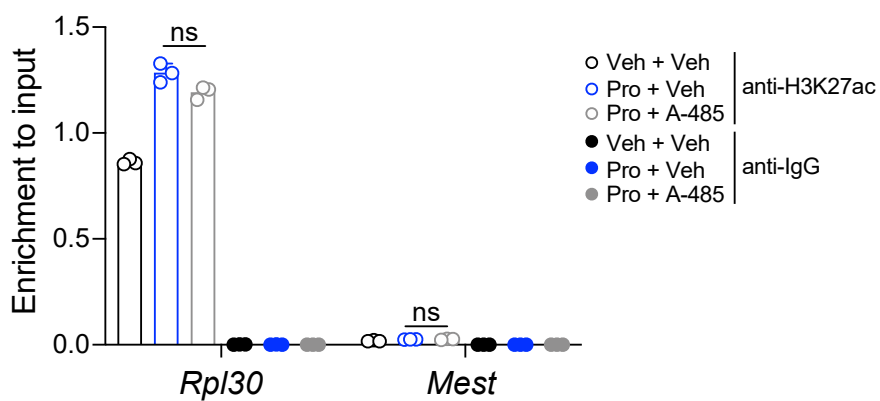 1.5
1.0
0.5
0.0
Enrichment to input
ns
ns
Rpl30
Mest
Veh + Veh
Pro + Veh
Pro + A-485
anti-H3K27ac
Veh + Veh
Pro + Veh
Pro + A-485
anti-IgG